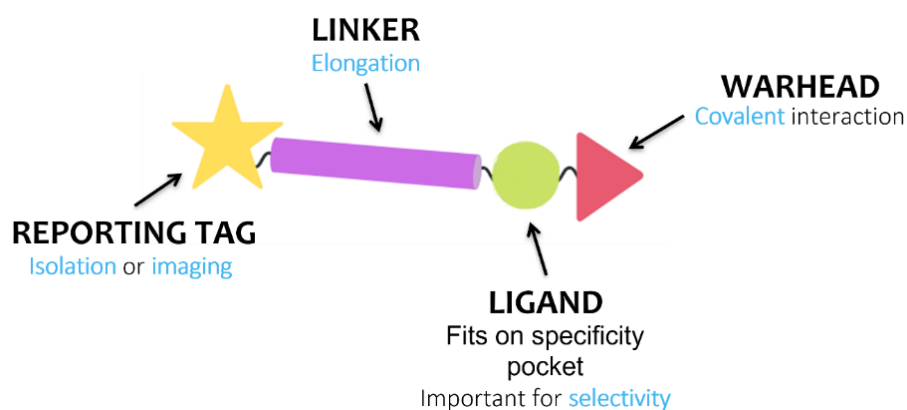 LINKER
Elongation
WARHEAD
Covalent interaction
REPORTING TAG
Isolation or imaging
LIGAND
Fits on specificity
pocket
Important for selectivity